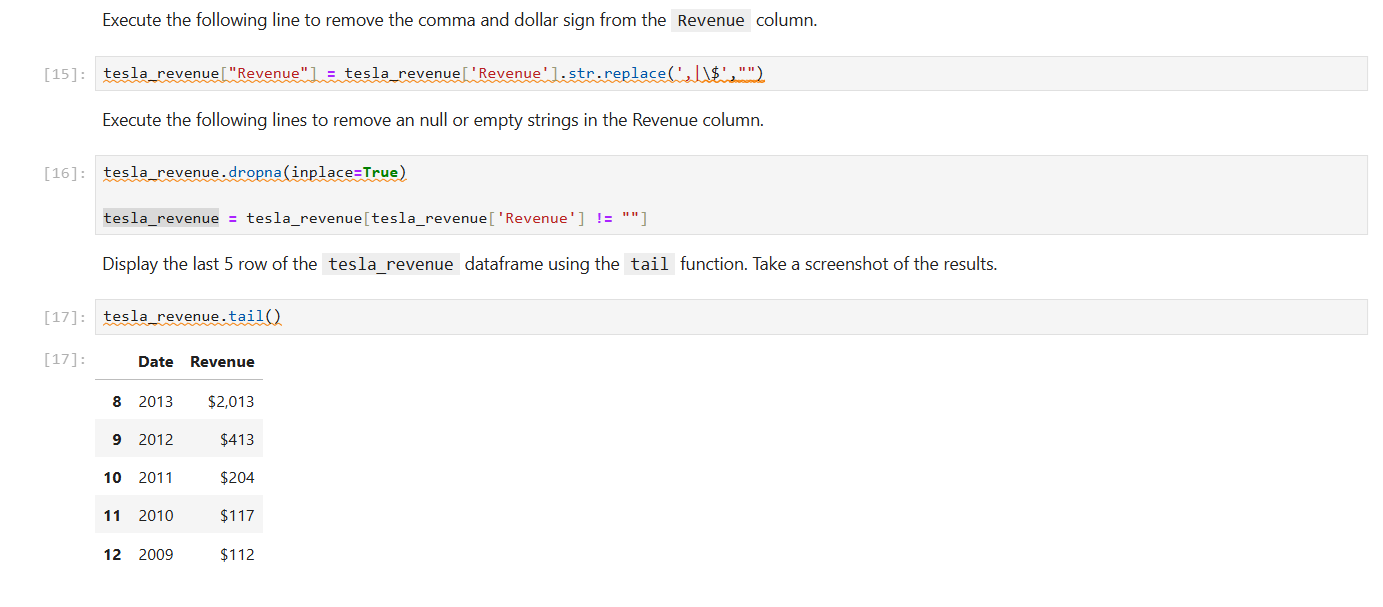 Execute the following line to remove the comma and dollar sign from the Revenue column.
[15]: tesla_revenue["Revenue"] = tesla_revenue['Revenue'].str.replace(',|\$',"")
Execute the following lines to remove an null or empty strings in the Revenue column.
[16]: tesla_revenue.dropna(inplace=True)
tesla_revenue = tesla_revenue[tesla_revenue['Revenue'] != ""]
Display the last 5 row of the tesla_revenue dataframe using the tail function. Take a screenshot of the results.
[17]: tesla_revenue.tail()
[17]: Date Revenue
8 2013 $2,013
9 2012 $413
10 2011 $204
11 2010 $117
12 2009 $112